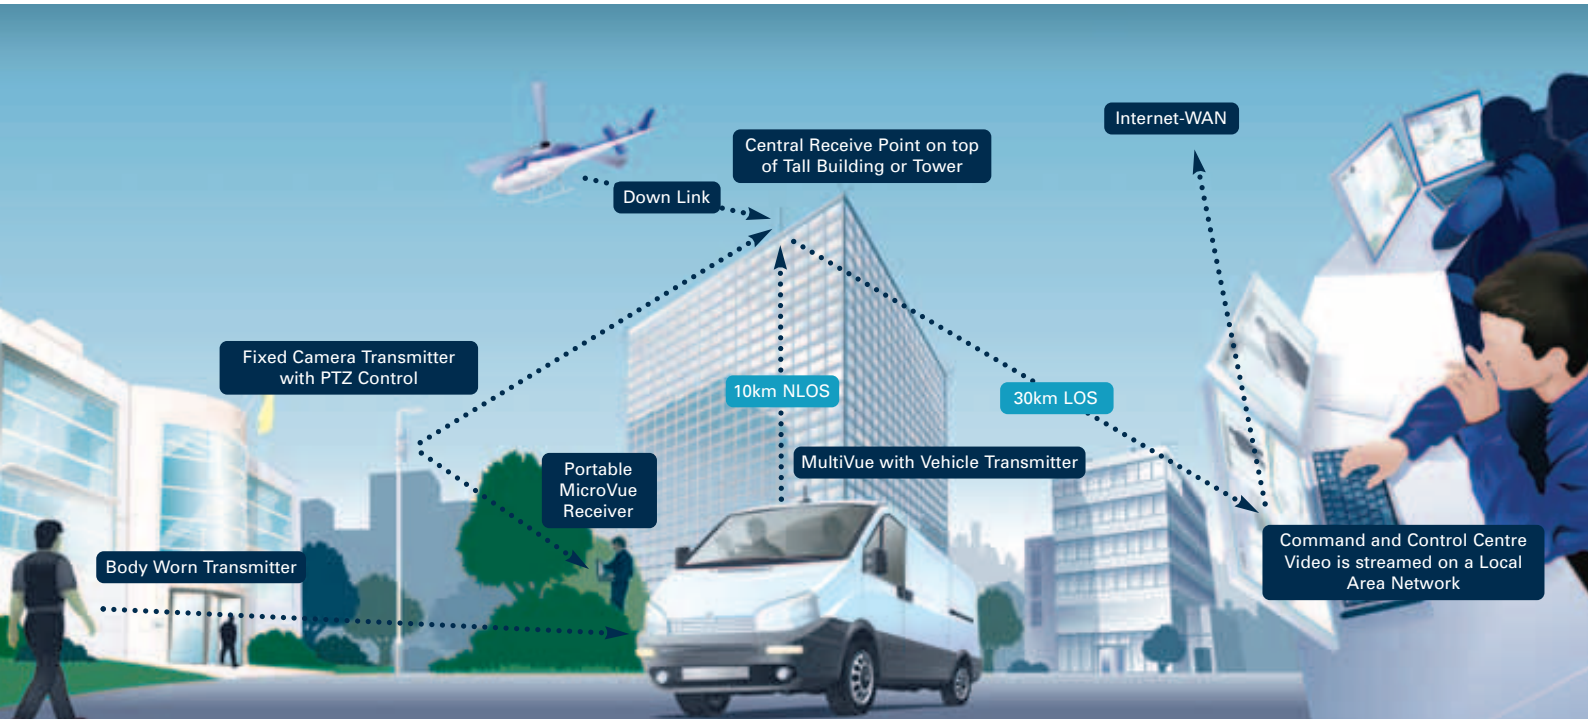 Internet-WAN
Central Receive Point on top
of Tall Building or Tower
Down Link
Fixed Camera Transmitter
with PTZ Control
10km NLOS
30km LOS
MultiVue with Vehicle Transmitter
Portable
MicroVue
Receiver
Body Worn Transmitter
Command and Control Centre
Video is streamed on a Local
Area Network